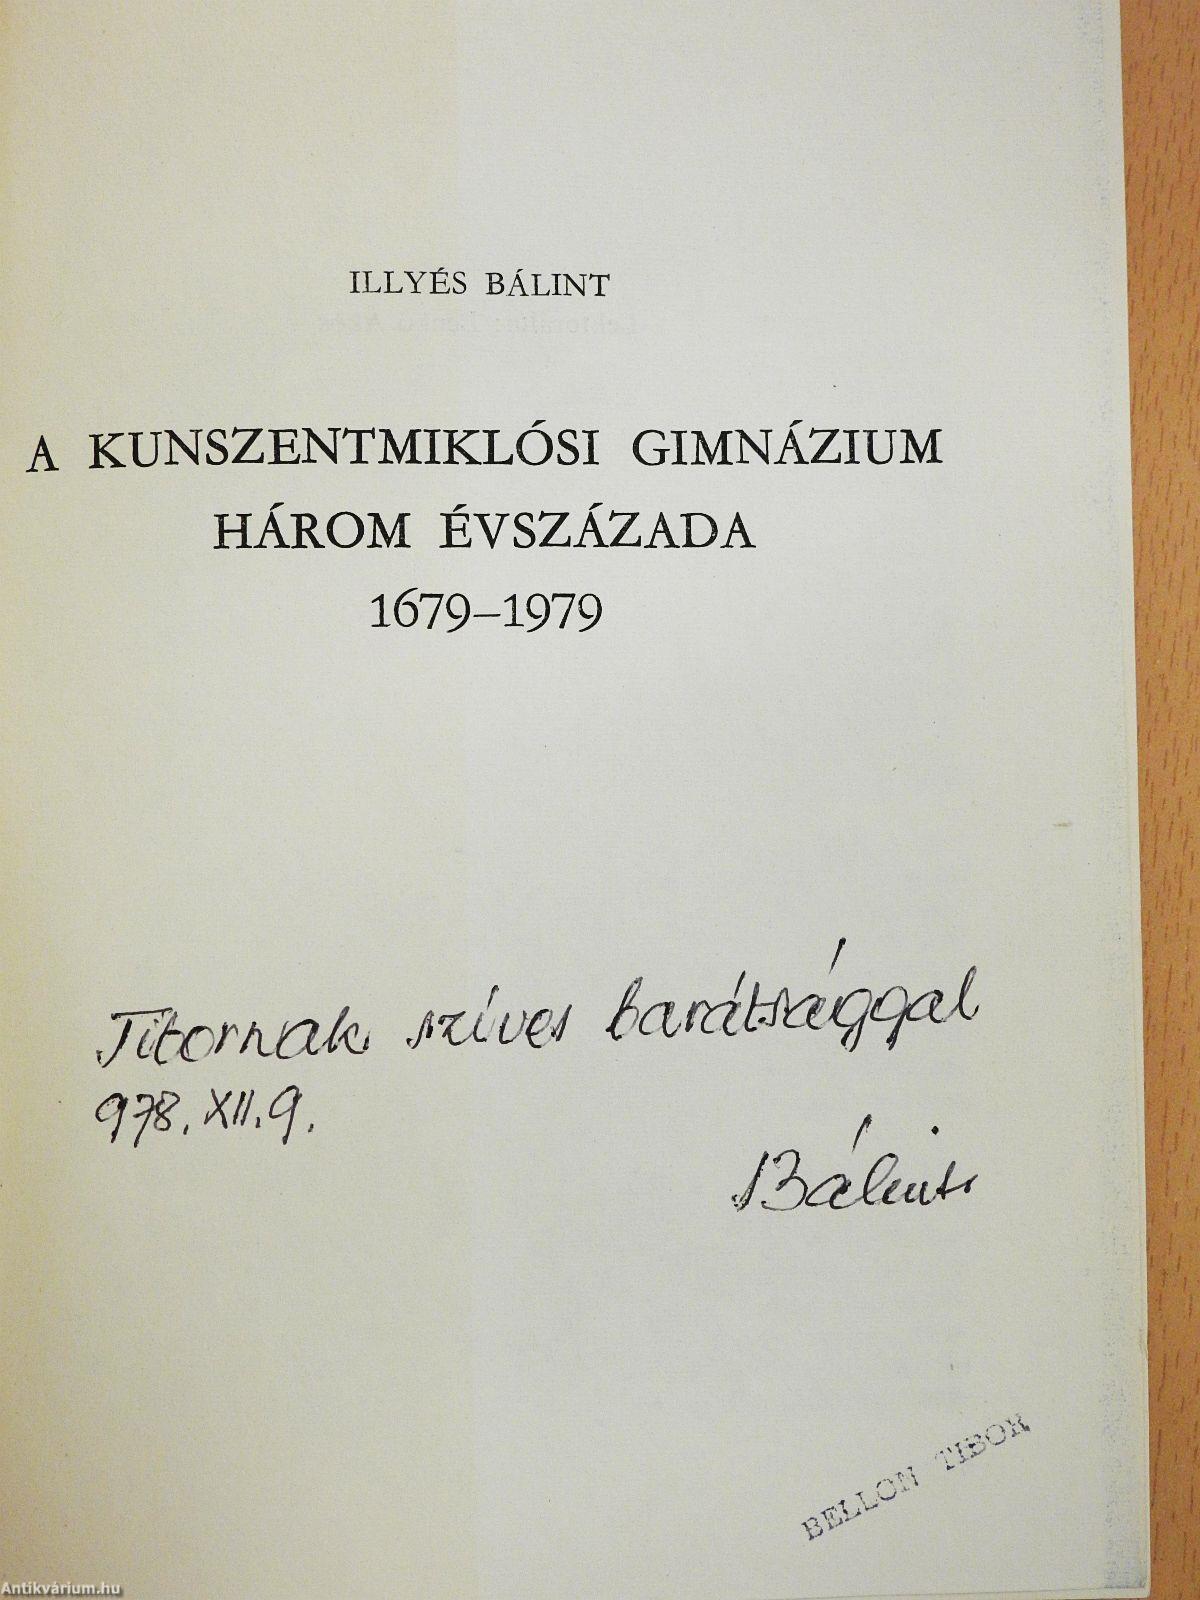 ILLYÉS BÁLINT
A KUNSZENTMIKLÓSI GIMNÁZIUM
HÁROM ÉVSZÁZADA
1679–1979
Tibornak szíves barátsággal
978. XII. 9.
Bálint
BELLON TIBOR
Antikvárium.hu